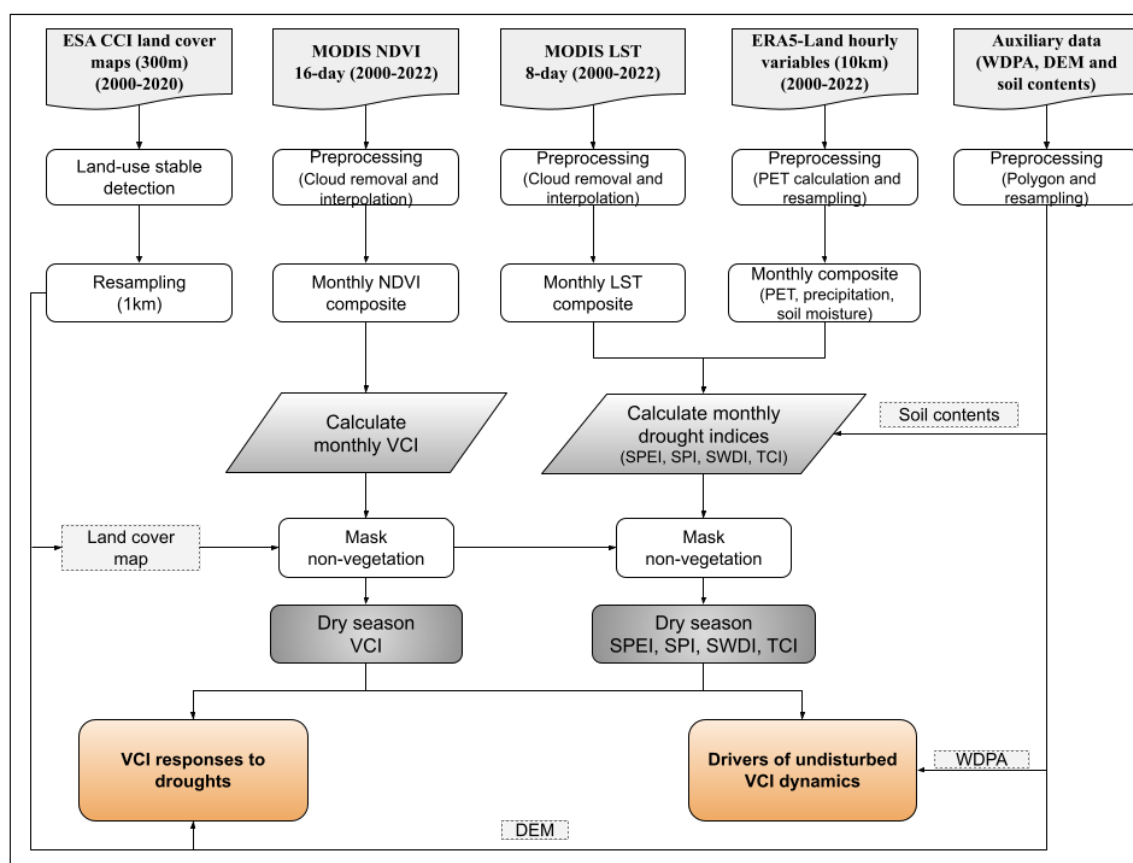 ESA CCI land cover
maps (300m)
(2000-2020)
MODIS NDVI
16-day (2000-2022)
MODIS LST
8-day (2000-2022)
ERA5-Land hourly
variables (10km)
(2000-2022)
Auxiliary data
(WDPA, DEM and
soil contents)
Land-use stable
detection
Preprocessing
(Cloud removal and
interpolation)
Preprocessing
(Cloud removal and
interpolation)
Preprocessing
(PET calculation and
resampling)
Preprocessing
(Polygon and
resampling)
Resampling
(1km)
Monthly NDVI
composite
Monthly LST
composite
Monthly composite
(PET, precipitation,
soil moisture)
Calculate
monthly VCI
Calculate monthly
drought indices
(SPEI, SPI, SWDI, TCI)
Soil contents
Land cover
map
Mask
non-vegetation
Mask
non-vegetation
Dry season
VCI
Dry season
SPEI, SPI, SWDI, TCI
VCI responses to
droughts
Drivers of undisturbed
VCI dynamics
WDPA
DEM